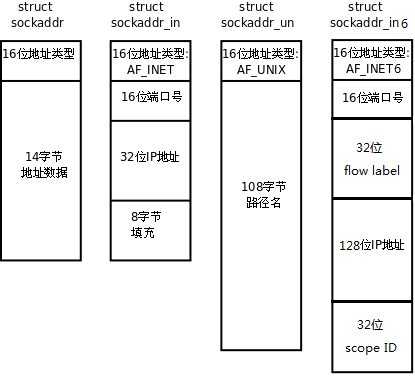 struct
sockaddr
16位地址类型
14字节
地址数据
struct
sockaddr_in
16位地址类型:
AF_INET
16位端口号
32位IP地址
8字节
填充
struct
sockaddr_un
16位地址类型:
AF_UNIX
108字节
路径名
struct
sockaddr_in6
16位地址类型:
AF_INET6
16位端口号
32位
flow label
128位IP地址
32位
scope ID